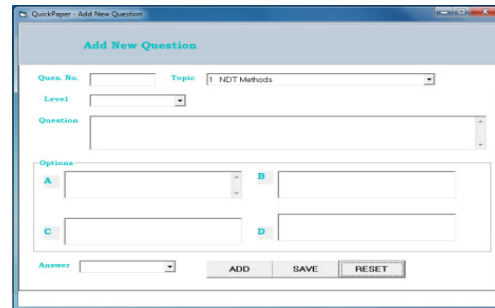 QuickPaper - Add New Question
Add New Question
Ques. No. Topic 1 NDT Methods
Level
Question
Options
A B
C D
Answer ADD SAVE RESET